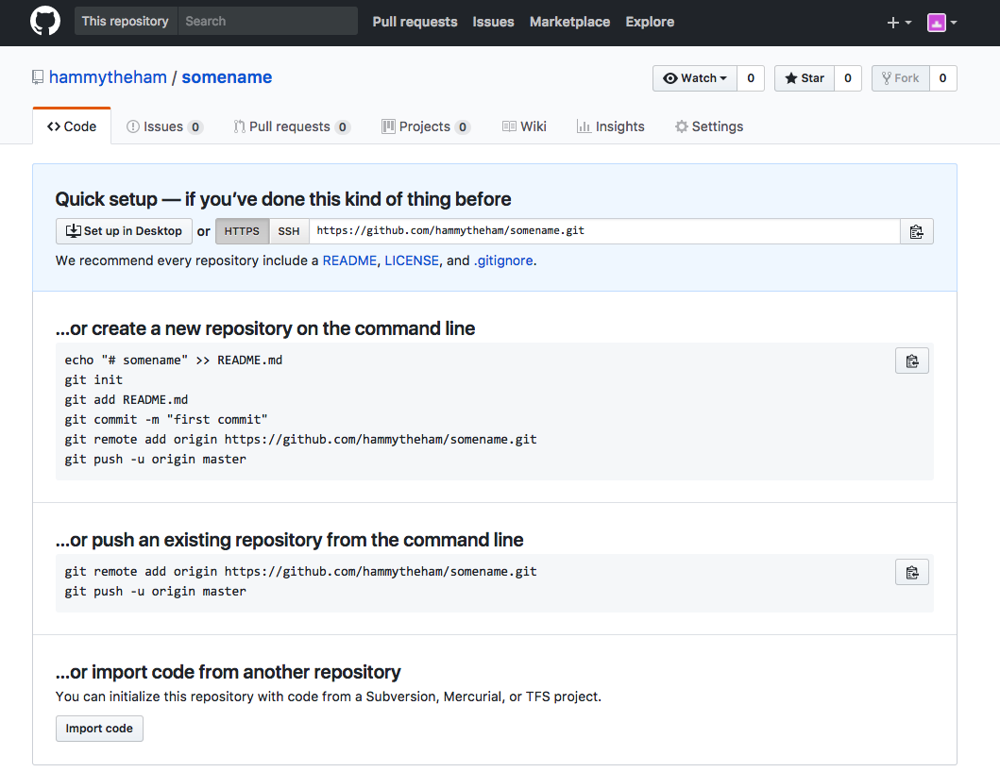 This repository Search Pull requests Issues Marketplace Explore
hammytheham / somename Watch 0 Star 0 Fork 0
Code Issues 0 Pull requests 0 Projects 0 Wiki Insights Settings
Quick setup — if you’ve done this kind of thing before
Set up in Desktop or HTTPS SSH https://github.com/hammytheham/somename.git
We recommend every repository include a README, LICENSE, and .gitignore.
…or create a new repository on the command line
echo "# somename" >> README.md
git init
git add README.md
git commit -m "first commit"
git remote add origin https://github.com/hammytheham/somename.git
git push -u origin master
…or push an existing repository from the command line
git remote add origin https://github.com/hammytheham/somename.git
git push -u origin master
…or import code from another repository
You can initialize this repository with code from a Subversion, Mercurial, or TFS project.
Import code